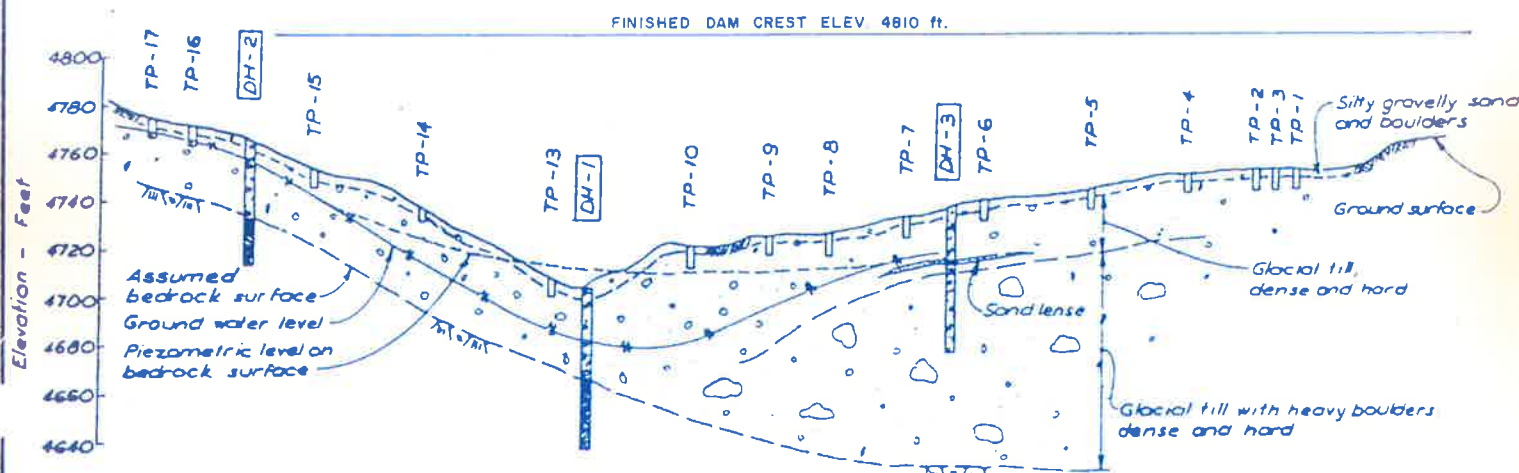 FINISHED DAM CREST ELEV. 4810 ft.
TP-17
TP-16
DH-2
TP-15
TP-14
TP-13
DH-1
TP-10
TP-9
TP-8
TP-7
DH-3
TP-6
TP-5
TP-4
TP-2
TP-3
TP-1
Elevation - Feet
4800
4780
4760
4740
4720
4700
4680
4660
4640
Silty gravelly sand
and boulders
Ground surface
Assumed
bedrock surface
Ground water level
Piezometric level on
bedrock surface
Sand lense
Glacial till,
dense and hard
Glacial till with heavy boulders
dense and hard